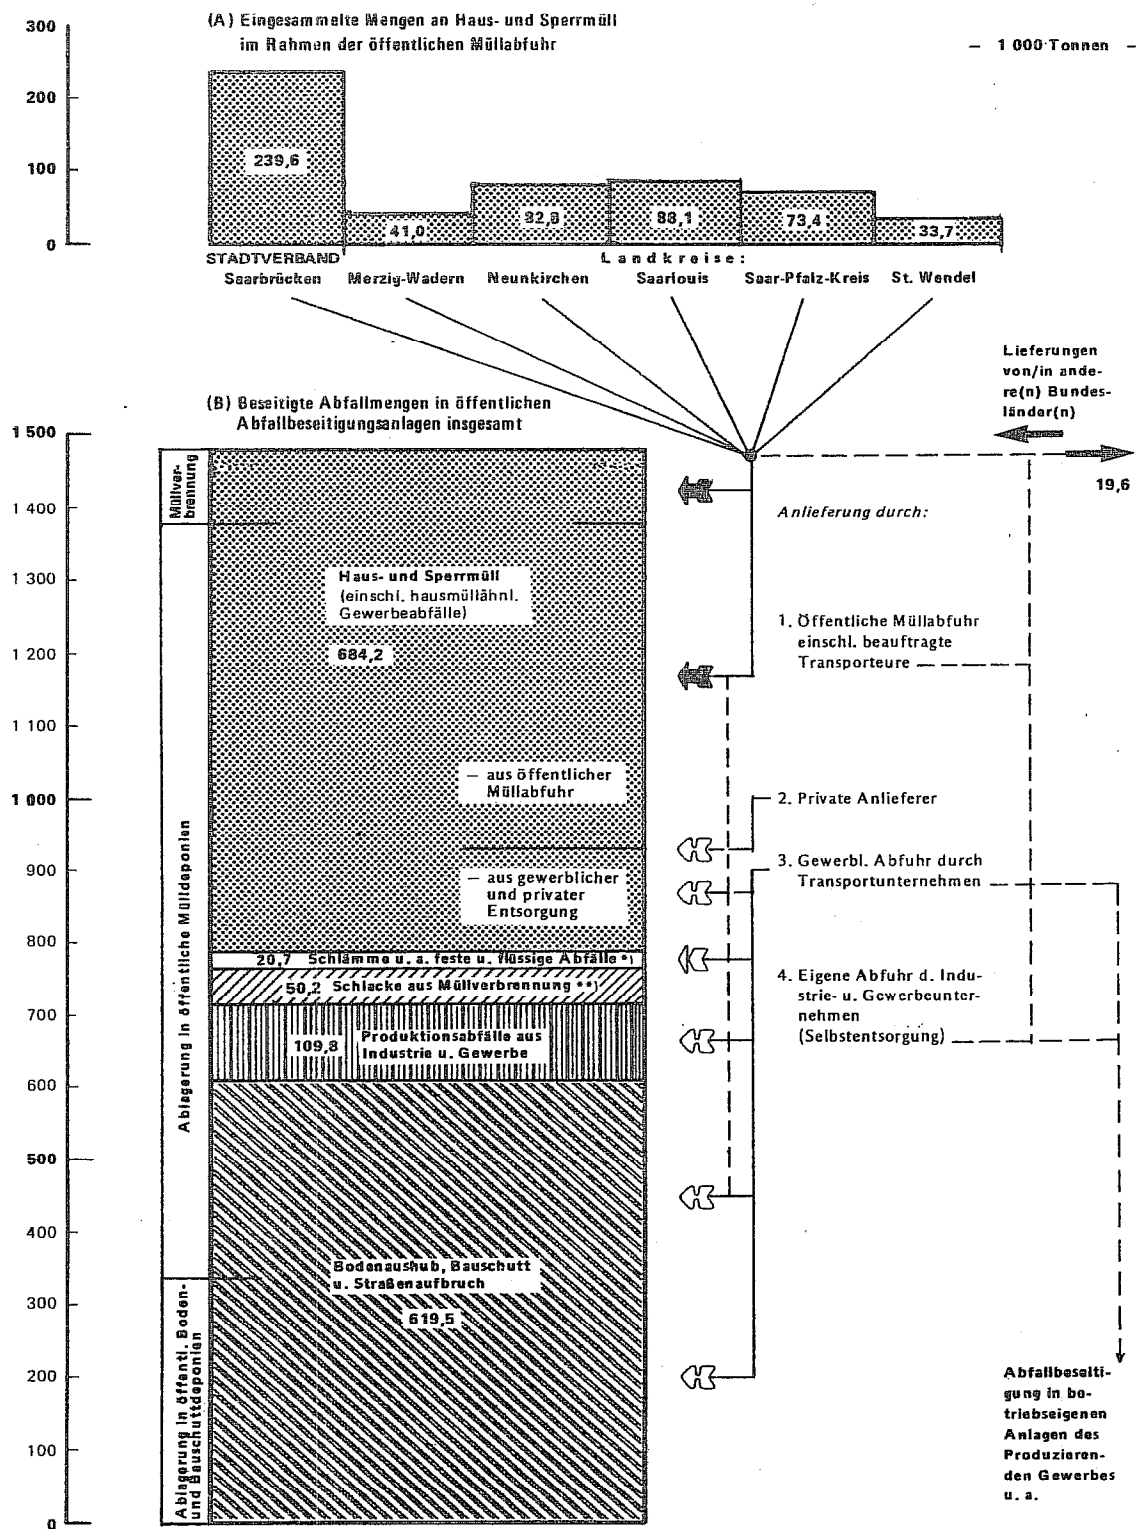 (A) Eingesammelte Mengen an Haus- und Sperrmüll
im Rahmen der öffentlichen Müllabfuhr
– 1 000 Tonnen –
300
200
100
0
239,6
41,0
82,8
88,1
73,4
33,7
STADTVERBAND
Landkreise:
Saarbrücken
Merzig-Wadern
Neunkirchen
Saarlouis
Saar-Pfalz-Kreis
St. Wendel
Lieferungen
von/in ande-
re(n) Bundes-
länder(n)
19,6
(B) Beseitigte Abfallmengen in öffentlichen
Abfallbeseitigungsanlagen insgesamt
1 500
1 400
1 300
1 200
1 100
1 000
900
800
700
600
500
400
300
200
100
0
Müllver-
brennung
Ablagerung in öffentliche Mülldeponien
Ablagerung in öffentl. Boden-
und Bauschuttdeponien
Haus- und Sperrmüll
(einschl. hausmüllähnl.
Gewerbeabfälle)
684,2
— aus öffentlicher
Müllabfuhr
— aus gewerblicher
und privater
Entsorgung
20,7 Schlämme u. a. feste u. flüssige Abfälle *)
50,2 Schlacke aus Müllverbrennung **)
109,8 Produktionsabfälle aus
Industrie u. Gewerbe
Bodenaushub, Bauschutt
u. Straßenaufbruch
619,5
Anlieferung durch:
1. Öffentliche Müllabfuhr
einschl. beauftragte
Transporteure
2. Private Anlieferer
3. Gewerbl. Abfuhr durch
Transportunternehmen
4. Eigene Abfuhr d. Indu-
strie- u. Gewerbeunter-
nehmen
(Selbstentsorgung)
Abfallbeseiti-
gung in be-
triebseigenen
Anlagen des
Produzieren-
den Gewerbes
u. a.